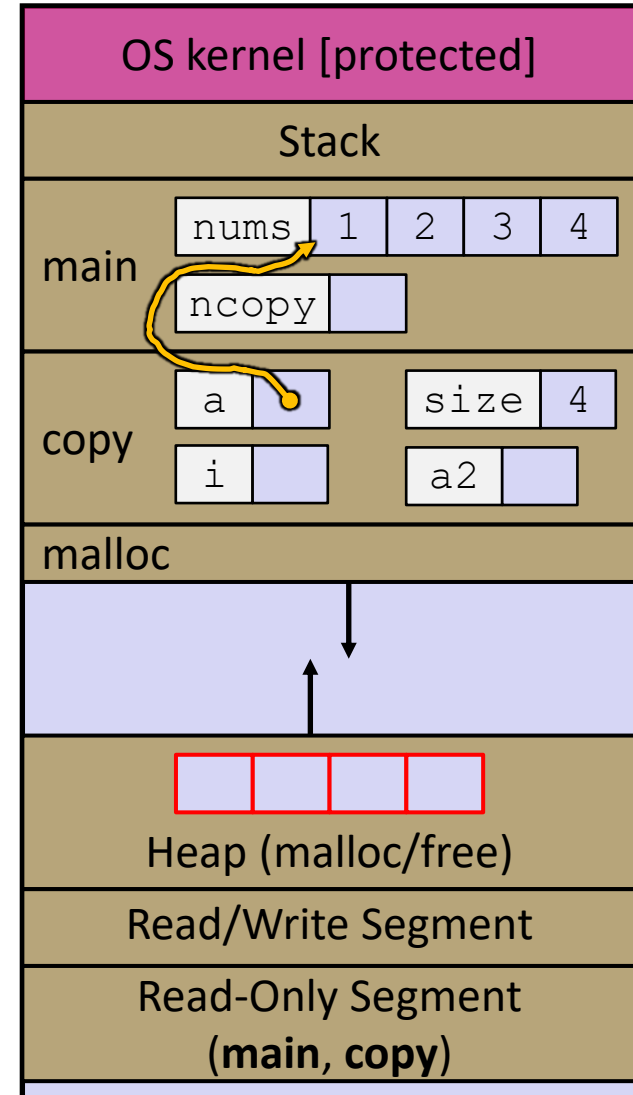 OS kernel [protected]
Stack
main
nums 1 2 3 4
ncopy
copy
a
size 4
i
a2
malloc
Heap (malloc/free)
Read/Write Segment
Read-Only Segment
(main, copy)